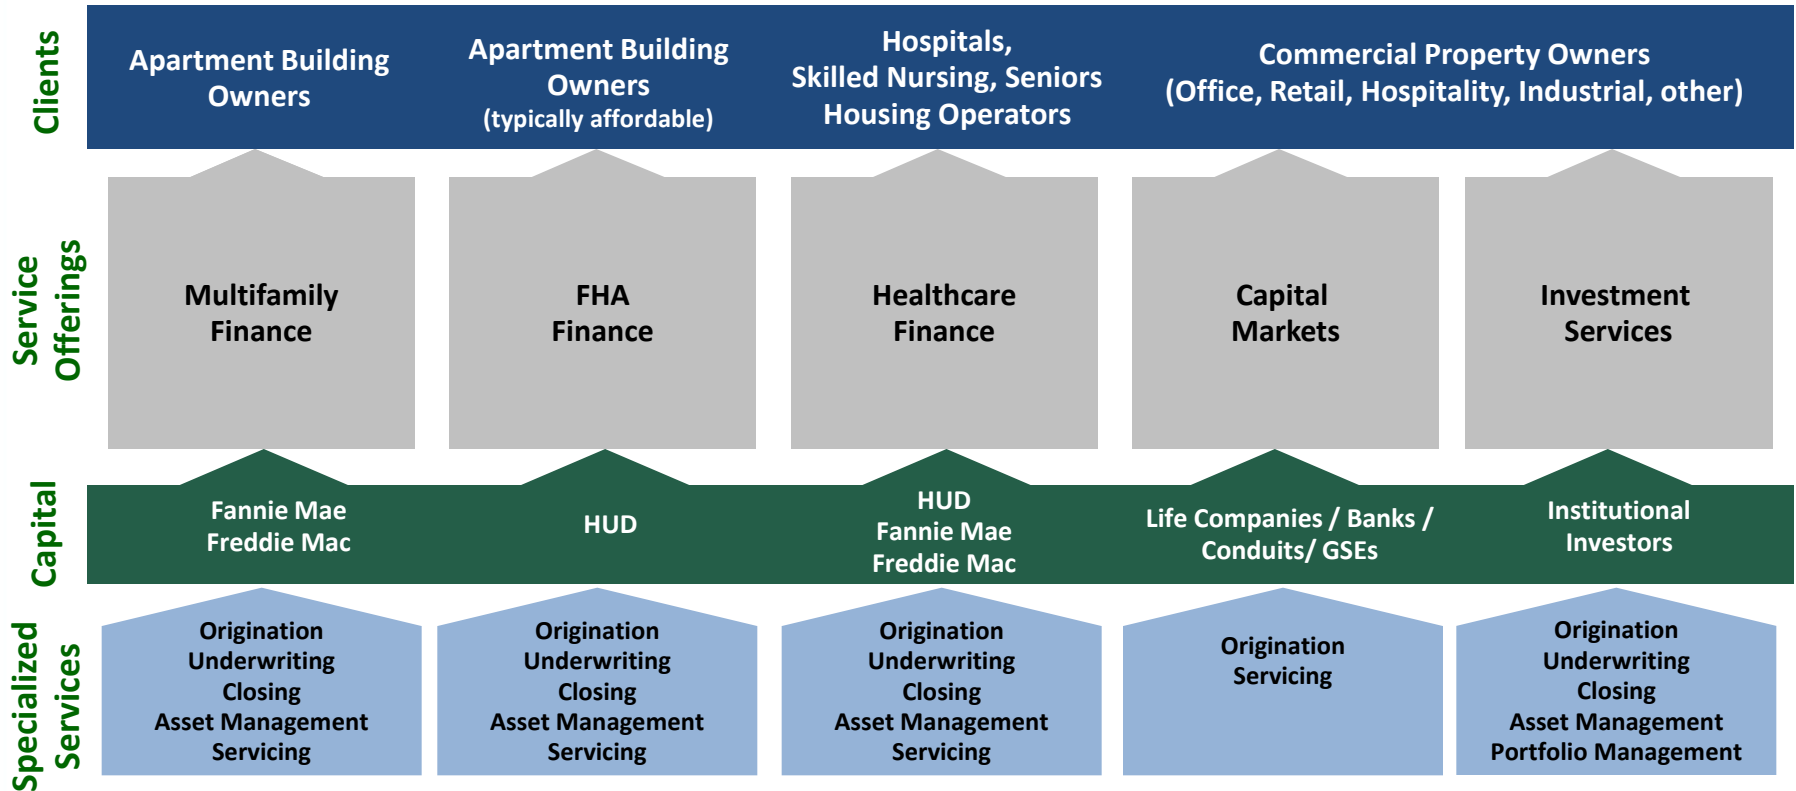 Clients
Apartment Building
Owners
Apartment Building
Owners
(typically affordable)
Hospitals,
Skilled Nursing, Seniors
Housing Operators
Commercial Property Owners
(Office, Retail, Hospitality, Industrial, other)
Service
Offerings
Multifamily
Finance
FHA
Finance
Healthcare
Finance
Capital
Markets
Investment
Services
Capital
Fannie Mae
Freddie Mac
HUD
HUD
Fannie Mae
Freddie Mac
Life Companies / Banks /
Conduits/ GSEs
Institutional
Investors
Specialized
Services
Origination
Underwriting
Closing
Asset Management
Servicing
Origination
Underwriting
Closing
Asset Management
Servicing
Origination
Underwriting
Closing
Asset Management
Servicing
Origination
Servicing
Origination
Underwriting
Closing
Asset Management
Portfolio Management